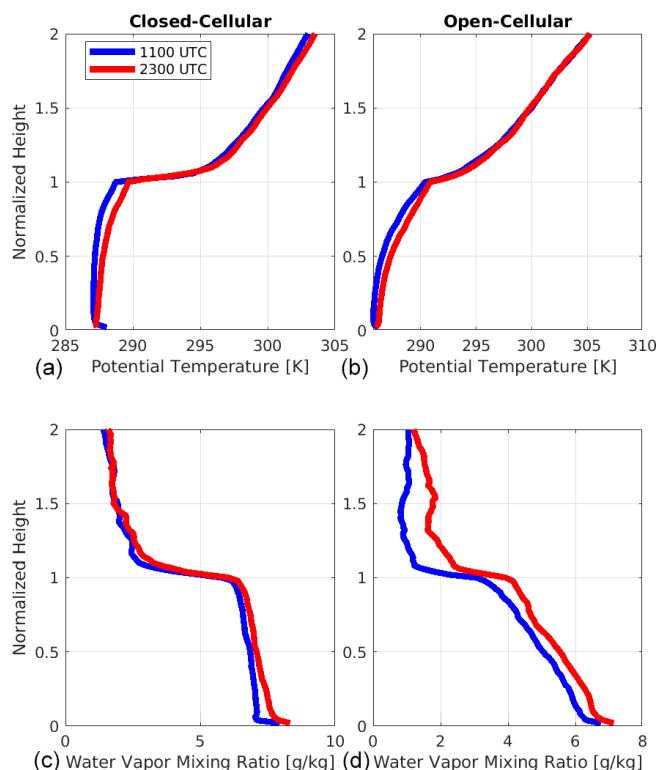 Closed-Cellular
Open-Cellular
1100 UTC
2300 UTC
Normalized Height
2
1.5
1
0.5
0
285 290 295 300 305
(a) Potential Temperature [K]
2
1.5
1
0.5
0
290 295 300 305 310
(b) Potential Temperature [K]
Normalized Height
2
1.5
1
0.5
0
0 5 10
(c) Water Vapor Mixing Ratio [g/kg]
2
1.5
1
0.5
0
0 2 4 6 8
(d) Water Vapor Mixing Ratio [g/kg]